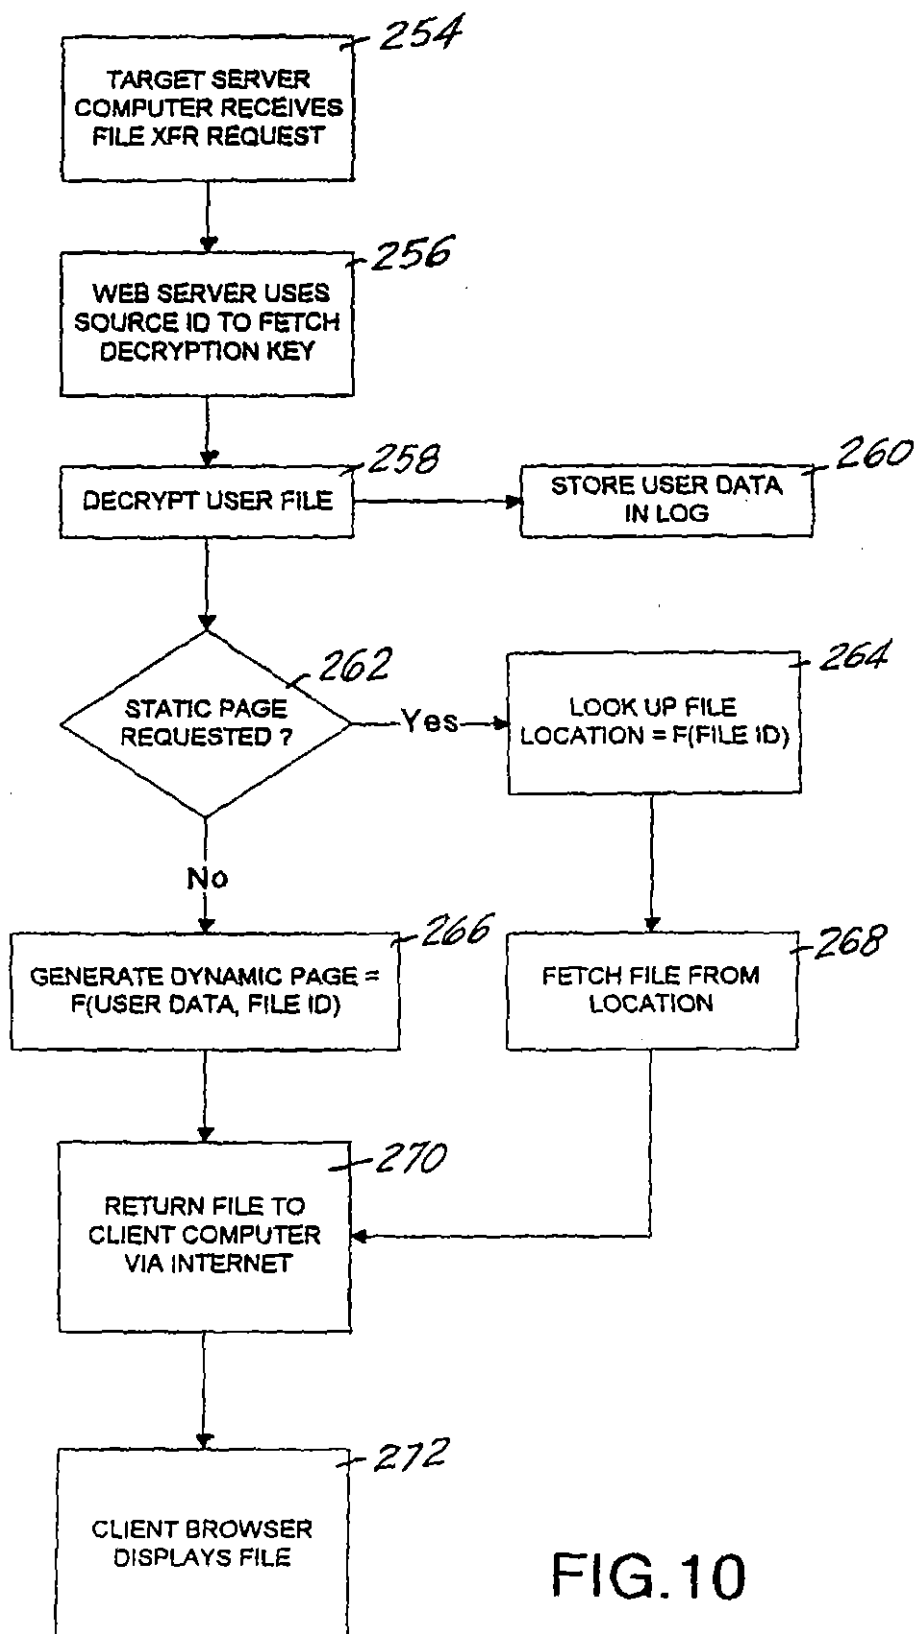 254
TARGET SERVER
COMPUTER RECEIVES
FILE XFR REQUEST
256
WEB SERVER USES
SOURCE ID TO FETCH
DECRYPTION KEY
258
DECRYPT USER FILE
260
STORE USER DATA
IN LOG
262
STATIC PAGE
REQUESTED ?
Yes
264
LOOK UP FILE
LOCATION = F(FILE ID)
No
266
GENERATE DYNAMIC PAGE =
F(USER DATA, FILE ID)
268
FETCH FILE FROM
LOCATION
270
RETURN FILE TO
CLIENT COMPUTER
VIA INTERNET
272
CLIENT BROWSER
DISPLAYS FILE
FIG.10